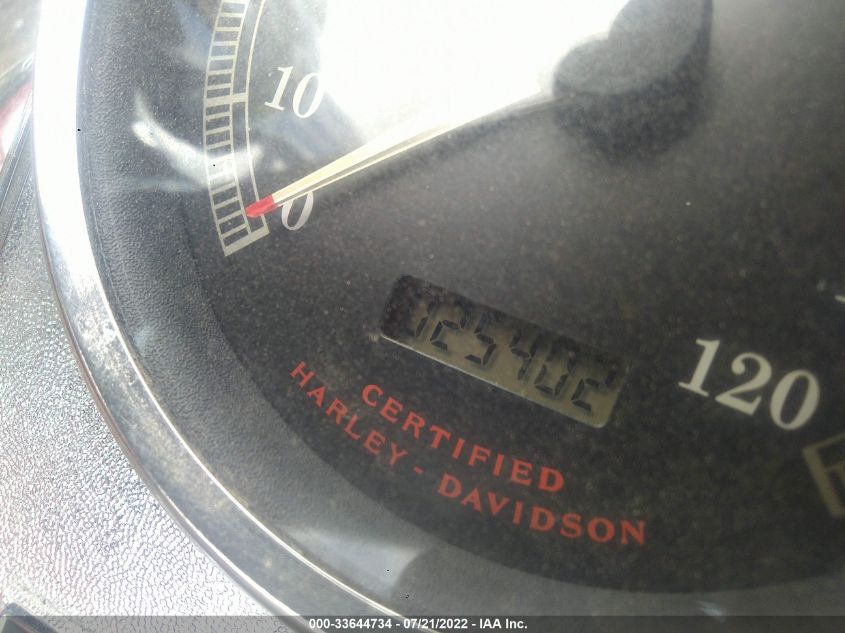 10
0
125402
120
CERTIFIED
HARLEY-DAVIDSON
000-33644734 - 07/21/2022 - IAA Inc.